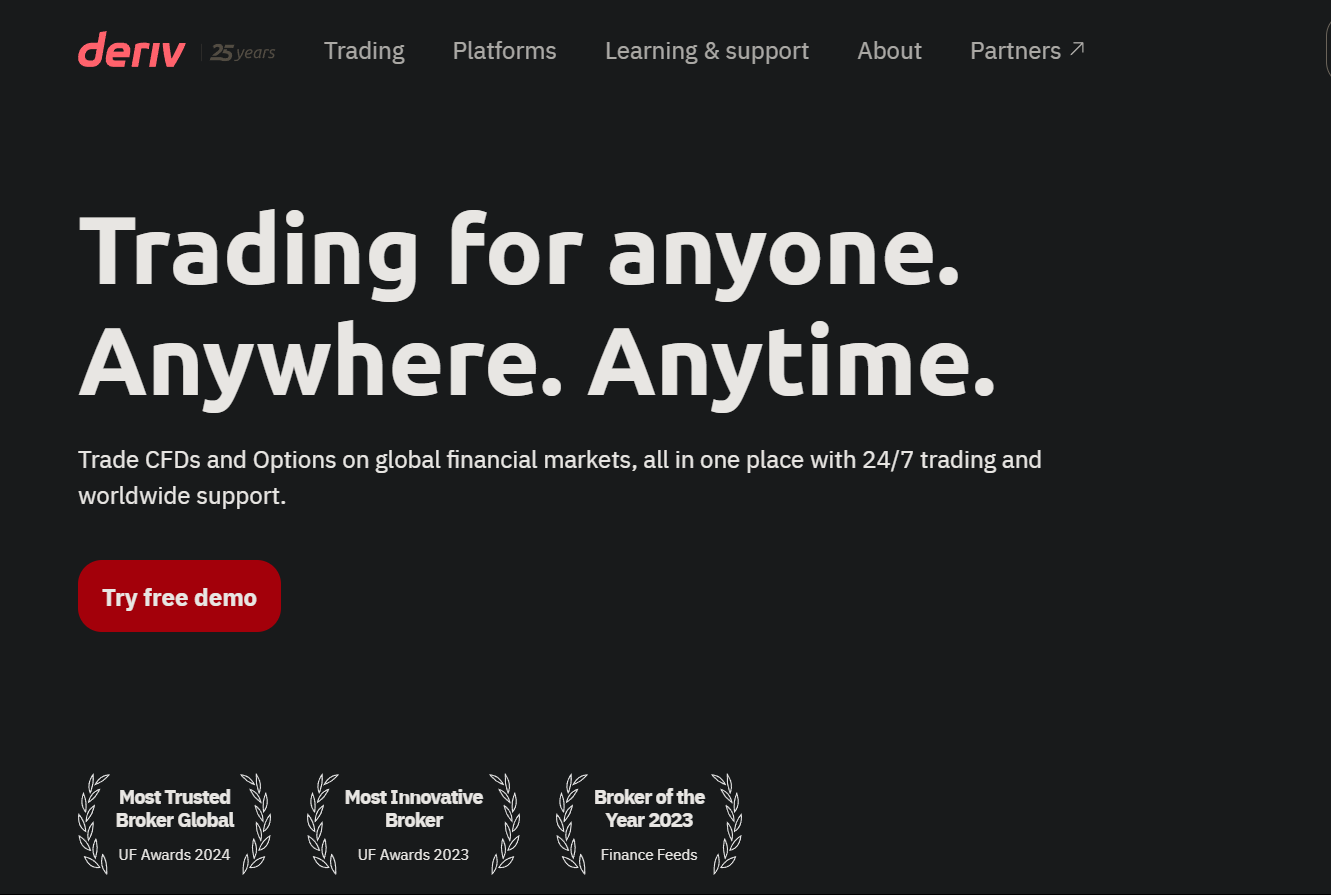 deriv 25 years Trading Platforms Learning & support About Partners
Trading for anyone.
Anywhere. Anytime.
Trade CFDs and Options on global financial markets, all in one place with 24/7 trading and
worldwide support.
Try free demo
Most Trusted
Broker Global
UF Awards 2024
Most Innovative
Broker
UF Awards 2023
Broker of the
Year 2023
Finance Feeds